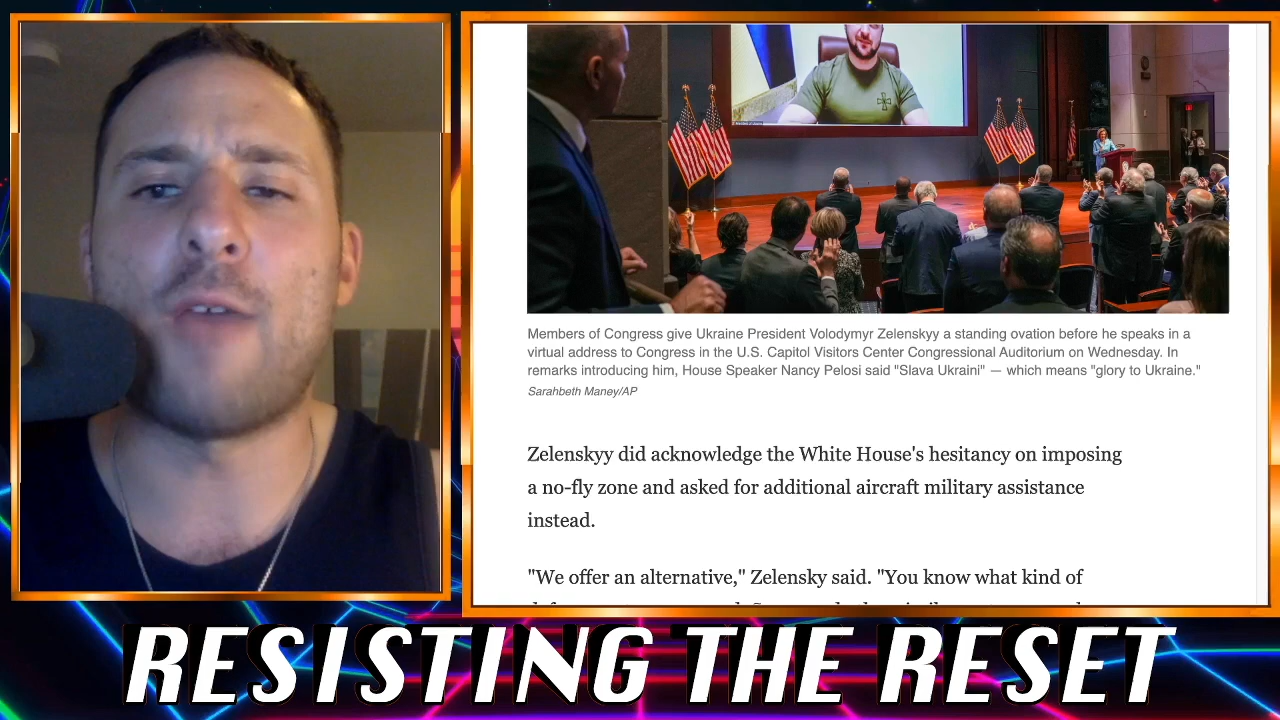 Members of Congress give Ukraine President Volodymyr Zelenskyy a standing ovation before he speaks in a
virtual address to Congress in the U.S. Capitol Visitors Center Congressional Auditorium on Wednesday. In
remarks introducing him, House Speaker Nancy Pelosi said "Slava Ukraini" — which means "glory to Ukraine."
Sarahbeth Maney/AP
Zelenskyy did acknowledge the White House's hesitancy on imposing
a no-fly zone and asked for additional aircraft military assistance
instead.
"We offer an alternative," Zelensky said. "You know what kind of
RESISTING THE RESET